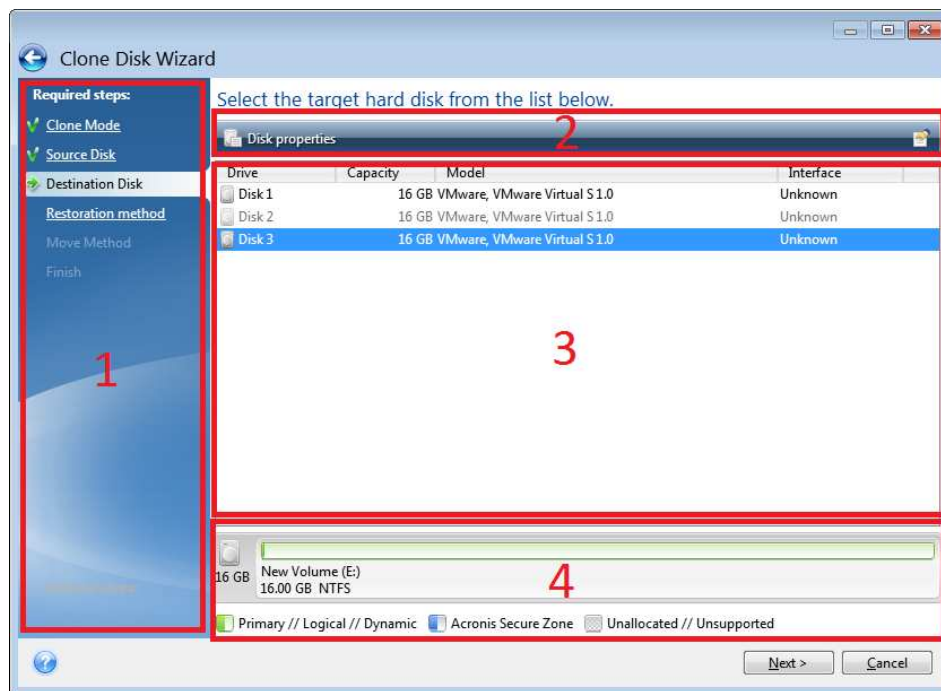 Clone Disk Wizard
Required steps:
Clone Mode
Source Disk
Destination Disk
Restoration method
Move Method
Finish
1
Select the target hard disk from the list below.
2
Disk properties
Drive Capacity Model Interface
Disk 1 16 GB VMware, VMware Virtual S 1.0 Unknown
Disk 2 16 GB VMware, VMware Virtual S 1.0 Unknown
Disk 3 16 GB VMware, VMware Virtual S 1.0 Unknown
3
16 GB
New Volume (E:)
16.00 GB NTFS
4
Primary // Logical // Dynamic Acronis Secure Zone Unallocated // Unsupported
?
Next > Cancel